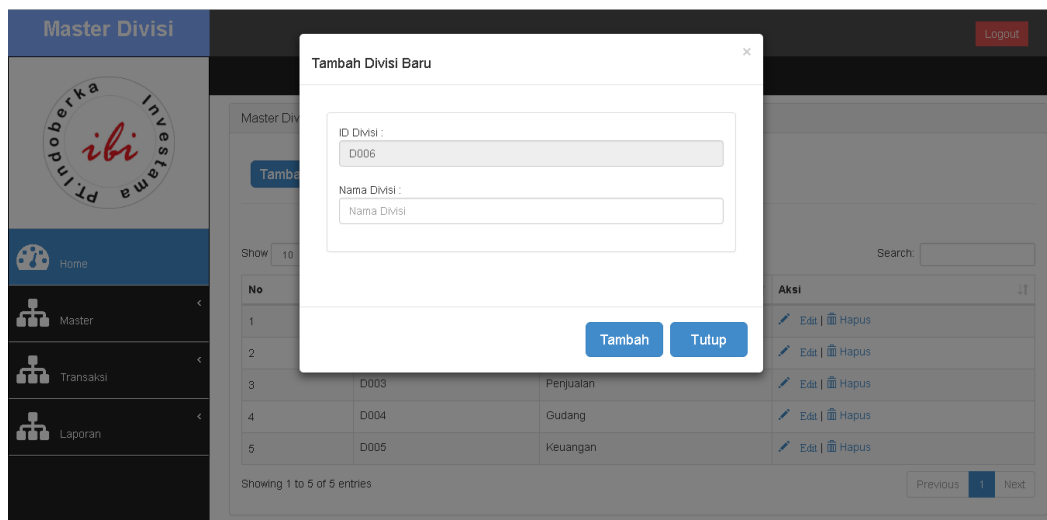 Master Divisi
Logout
PT.Indoberka Investama
ibi
Home
Master
Transaksi
Laporan
Master Div
Tamba
Tambah Divisi Baru
×
ID Divisi :
D006
Nama Divisi :
Nama Divisi
Tambah Tutup
Show 10
Search:
No Aksi
1 Edit | Hapus
2 Edit | Hapus
3 D003 Penjualan Edit | Hapus
4 D004 Gudang Edit | Hapus
5 D005 Keuangan Edit | Hapus
Showing 1 to 5 of 5 entries
Previous 1 Next